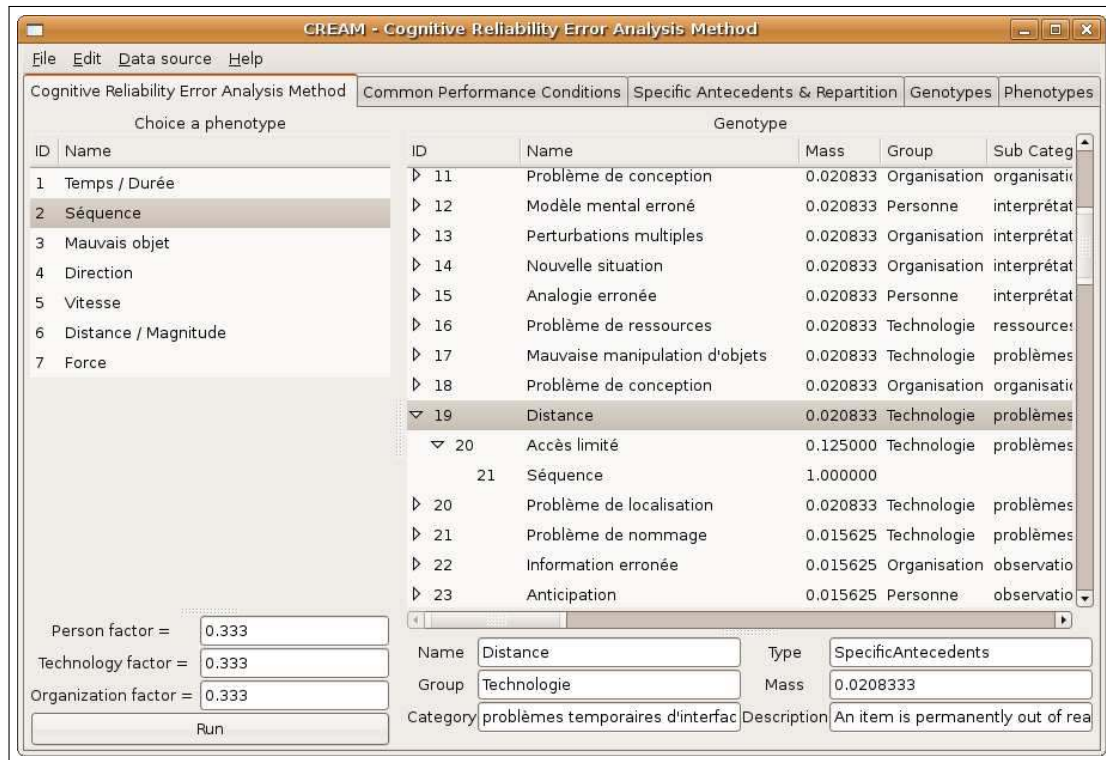 CREAM - Cognitive Reliability Error Analysis Method
File Edit Data source Help
Cognitive Reliability Error Analysis Method Common Performance Conditions Specific Antecedents & Repartition Genotypes Phenotypes
Choice a phenotype
ID Name
1 Temps / Durée
2 Séquence
3 Mauvais objet
4 Direction
5 Vitesse
6 Distance / Magnitude
7 Force
Person factor = 0.333
Technology factor = 0.333
Organization factor = 0.333
Run
Genotype
ID Name Mass Group Sub Categ
11 Problème de conception 0.020833 Organisation organisatio
12 Modèle mental erroné 0.020833 Personne interprétat
13 Perturbations multiples 0.020833 Organisation interprétat
14 Nouvelle situation 0.020833 Organisation interprétat
15 Analogie erronée 0.020833 Personne interprétat
16 Problème de ressources 0.020833 Technologie ressources
17 Mauvaise manipulation d'objets 0.020833 Technologie problèmes
18 Problème de conception 0.020833 Organisation organisatio
19 Distance 0.020833 Technologie problèmes
20 Accès limité 0.125000 Technologie problèmes
21 Séquence 1.000000
20 Problème de localisation 0.020833 Technologie problèmes
21 Problème de nommage 0.015625 Technologie problèmes
22 Information erronée 0.015625 Organisation observatio
23 Anticipation 0.015625 Personne observatio
Name Distance Type SpecificAntecedents
Group Technologie Mass 0.0208333
Category problèmes temporaires d'interfac Description An item is permanently out of rea